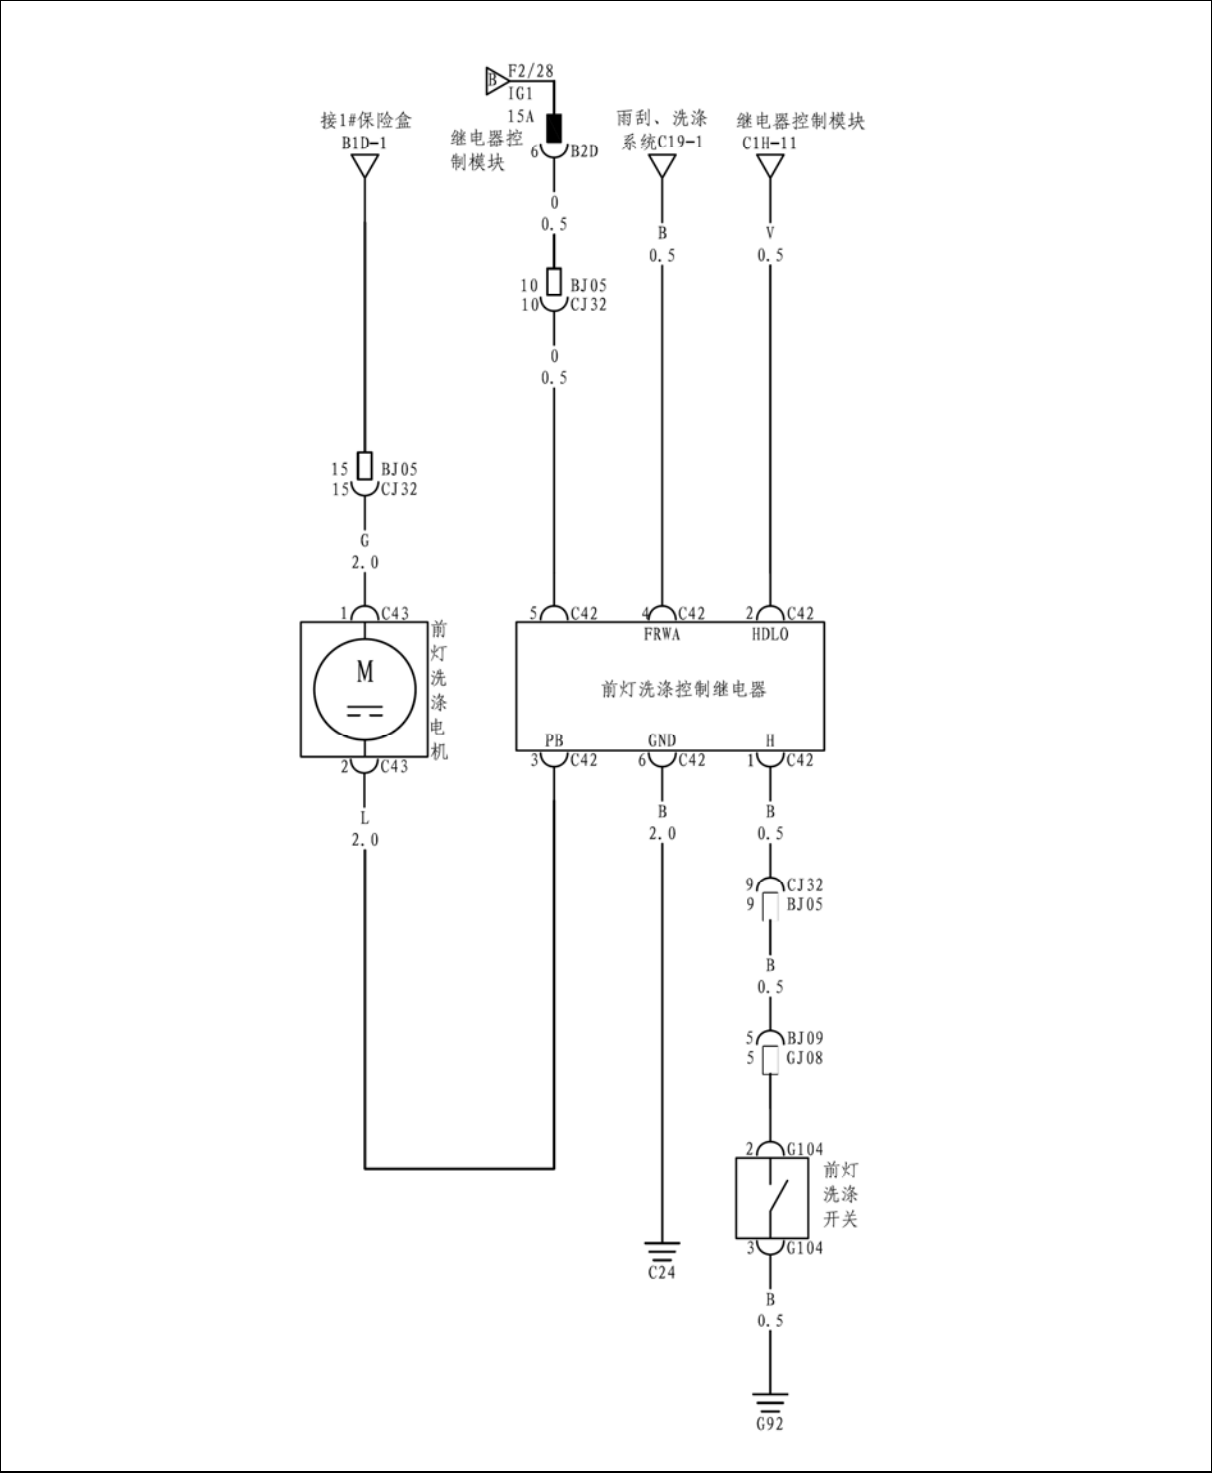 B
F2/28
IG1
15A
接1#保险盒
B1D-1
继电器控
制模块
6 B2D
雨刮、洗涤
系统C19-1
继电器控制模块
C1H-11
0
0.5
B
0.5
V
0.5
10 BJ05
10 CJ32
0
0.5
15 BJ05
15 CJ32
G
2.0
1 C43
5 C42
4 C42
2 C42
FRWA
HDLO
M
前
灯
洗
涤
电
机
前灯洗涤控制继电器
PB
GND
H
2 C43
3 C42
6 C42
1 C42
L
2.0
B
2.0
B
0.5
9 CJ32
9 BJ05
B
0.5
5 BJ09
5 GJ08
2 G104
前灯
洗涤
开关
3 G104
C24
B
0.5
G92